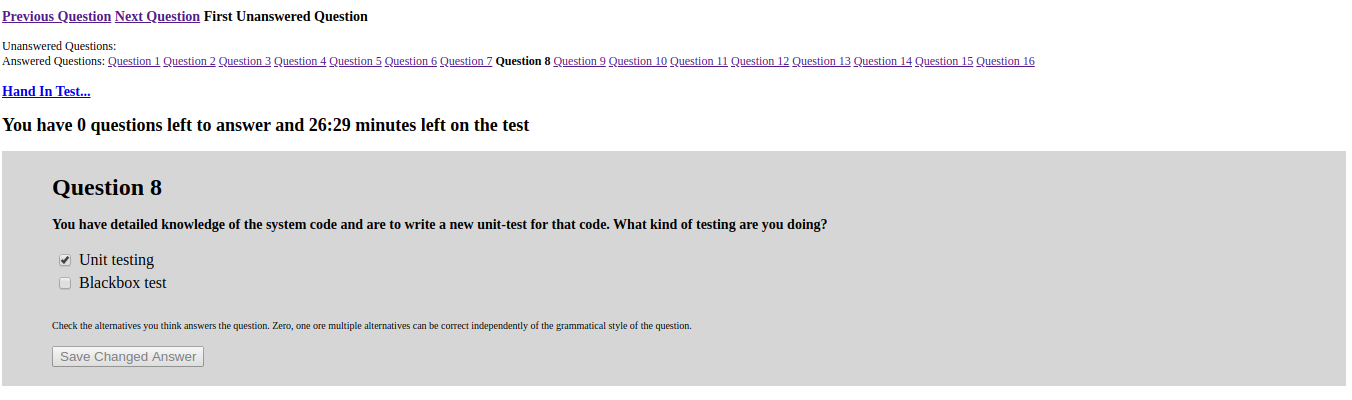 Previous Question Next Question First Unanswered Question
Unanswered Questions:
Answered Questions: Question 1 Question 2 Question 3 Question 4 Question 5 Question 6 Question 7 Question 8 Question 9 Question 10 Question 11 Question 12 Question 13 Question 14 Question 15 Question 16
Hand In Test...
You have 0 questions left to answer and 26:29 minutes left on the test
Question 8
You have detailed knowledge of the system code and are to write a new unit-test for that code. What kind of testing are you doing?
Unit testing
Blackbox test
Check the alternatives you think answers the question. Zero, one ore multiple alternatives can be correct independently of the grammatical style of the question.
Save Changed Answer